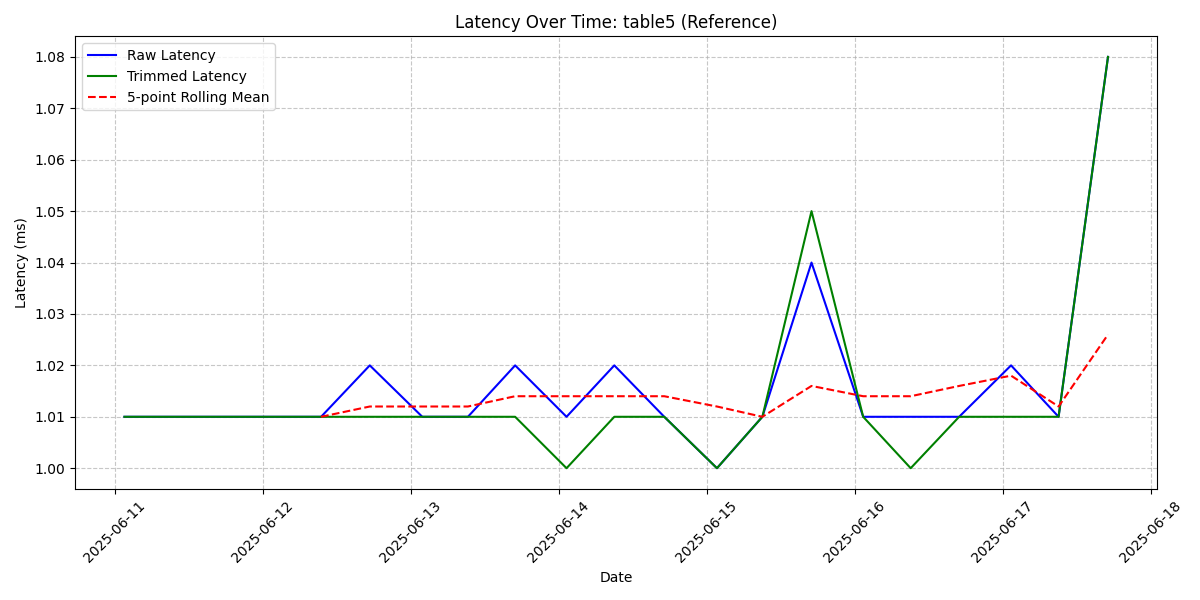 Latency Over Time: table5 (Reference)
Raw Latency
Trimmed Latency
5-point Rolling Mean
Latency (ms)
1.08
1.07
1.06
1.05
1.04
1.03
1.02
1.01
1.00
2025-06-11
2025-06-12
2025-06-13
2025-06-14
2025-06-15
2025-06-16
2025-06-17
2025-06-18
Date